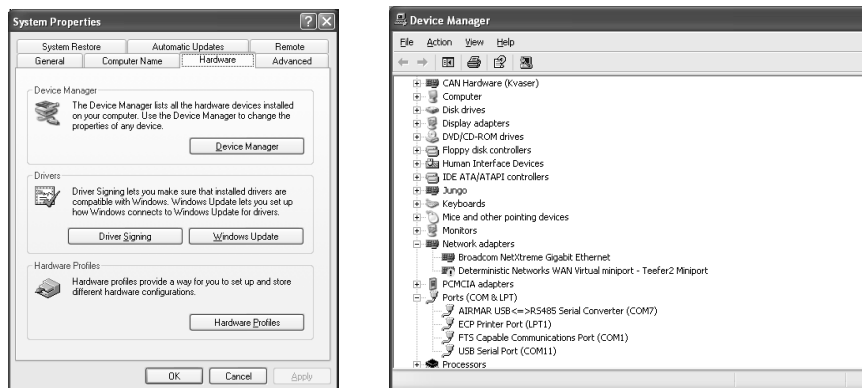 System Properties
System Restore Automatic Updates Remote
General Computer Name Hardware Advanced
Device Manager
The Device Manager lists all the hardware devices installed
on your computer. Use the Device Manager to change the
properties of any device.
Device Manager
Drivers
Driver Signing lets you make sure that installed drivers are
compatible with Windows. Windows Update lets you set up
how Windows connects to Windows Update for drivers.
Driver Signing Windows Update
Hardware Profiles
Hardware profiles provide a way for you to set up and store
different hardware configurations.
Hardware Profiles
OK Cancel Apply
Device Manager
File Action View Help
CAN Hardware (Kvaser)
Computer
Disk drives
Display adapters
DVD/CD-ROM drives
Floppy disk controllers
Human Interface Devices
IDE ATA/ATAPI controllers
Jungo
Keyboards
Mice and other pointing devices
Monitors
Network adapters
Broadcom NetXtreme Gigabit Ethernet
Deterministic Networks WAN Virtual miniport - Teefer2 Miniport
PCMCIA adapters
Ports (COM & LPT)
AIRMAR USB<=>RS485 Serial Converter (COM7)
ECP Printer Port (LPT1)
FTS Capable Communications Port (COM1)
USB Serial Port (COM11)
Processors